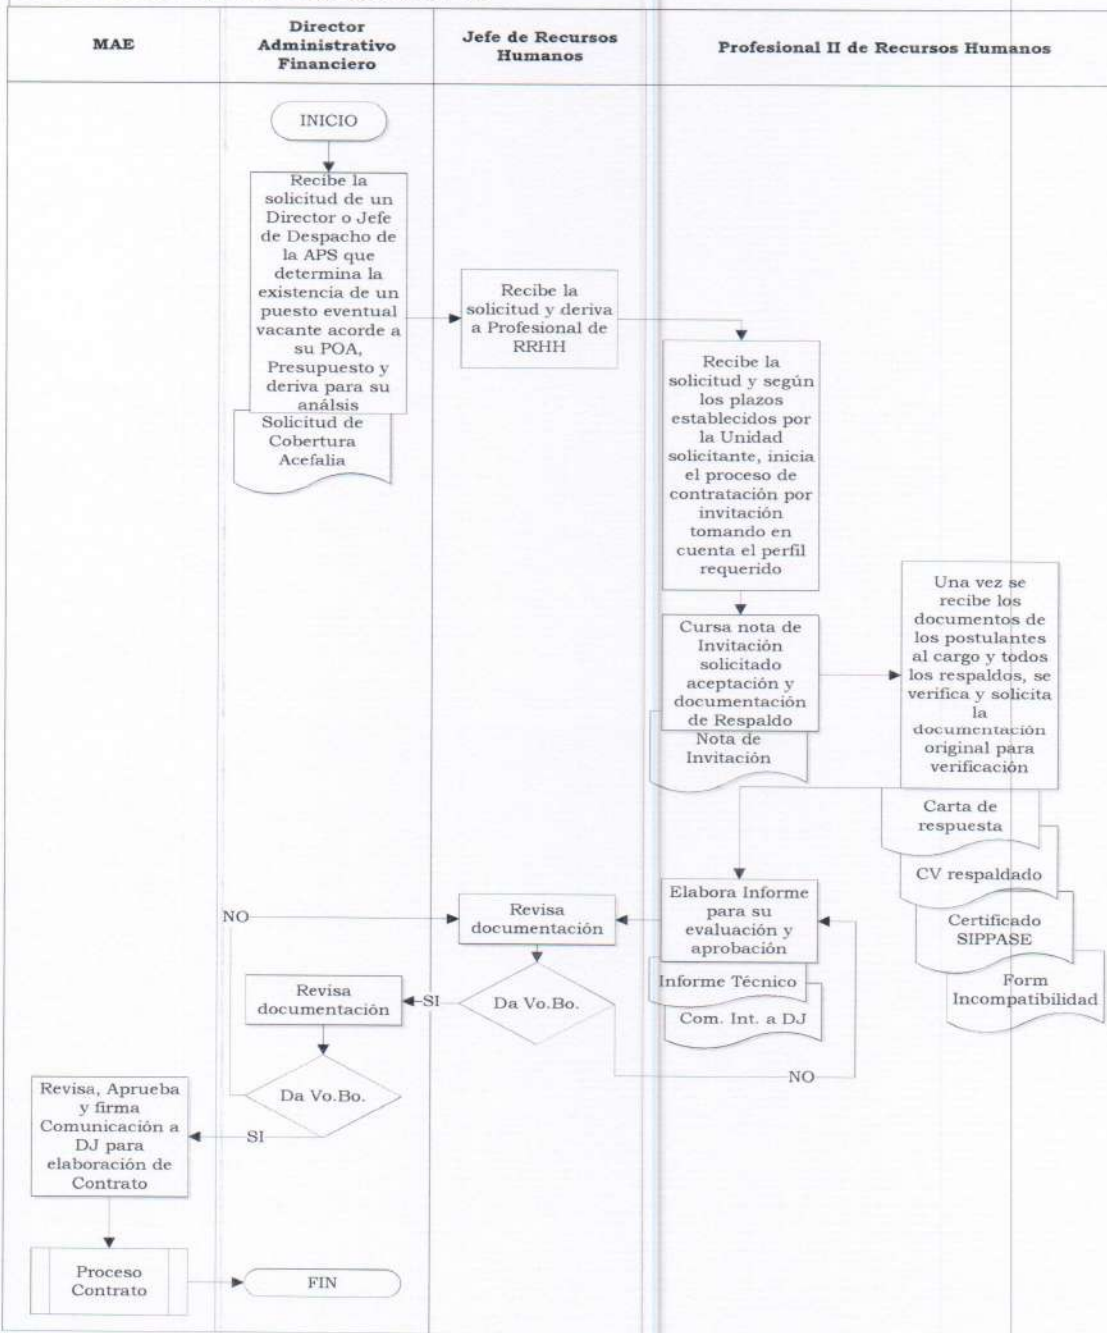 MAE
Director
Administrativo
Financiero
Jefe de Recursos
Humanos
Profesional II de Recursos Humanos
INICIO
Recibe la
solicitud de un
Director o Jefe
de Despacho de
la APS que
determina la
existencia de un
puesto eventual
vacante acorde a
su POA,
Presupuesto y
deriva para su
análsis
Solicitud de
Cobertura
Acefalia
Recibe la
solicitud y deriva
a Profesional de
RRHH
Recibe la
solicitud y según
los plazos
establecidos por
la Unidad
solicitante, inicia
el proceso de
contratación por
invitación
tomando en
cuenta el perfil
requerido
Cursa nota de
Invitación
solicitado
aceptación y
documentación
de Respaldo
Nota de
Invitación
Una vez se
recibe los
documentos de
los postulantes
al cargo y todos
los respaldos, se
verifica y solicita
la
documentación
original para
verificación
Carta de
respuesta
CV respaldado
Certificado
SIPPASE
Form
Incompatibilidad
Elabora Informe
para su
evaluación y
aprobación
Informe Técnico
Com. Int. a DJ
Revisa
documentación
Da Vo.Bo.
NO
SI
Revisa
documentación
Da Vo.Bo.
NO
SI
Revisa, Aprueba
y firma
Comunicación a
DJ para
elaboración de
Contrato
Proceso
Contrato
FIN